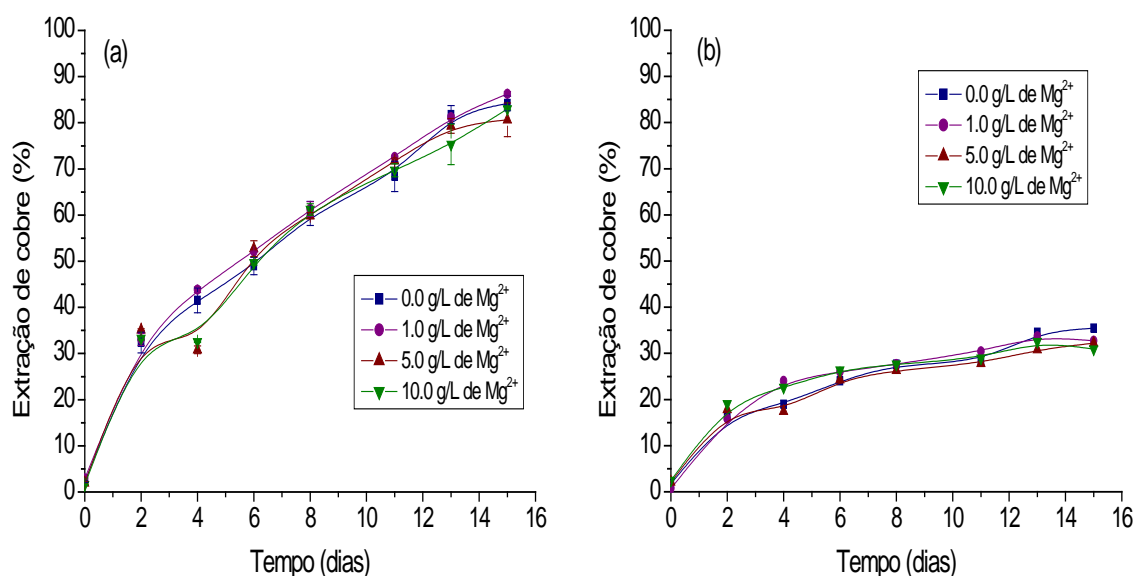 (a)
Extração de cobre (%)
100
90
80
70
60
50
40
30
20
10
0
0 2 4 6 8 10 12 14 16
Tempo (dias)
0.0 g/L de Mg²⁺
1.0 g/L de Mg²⁺
5.0 g/L de Mg²⁺
10.0 g/L de Mg²⁺
(b)
Extração de cobre (%)
100
90
80
70
60
50
40
30
20
10
0
0 2 4 6 8 10 12 14 16
Tempo (dias)
0.0 g/L de Mg²⁺
1.0 g/L de Mg²⁺
5.0 g/L de Mg²⁺
10.0 g/L de Mg²⁺